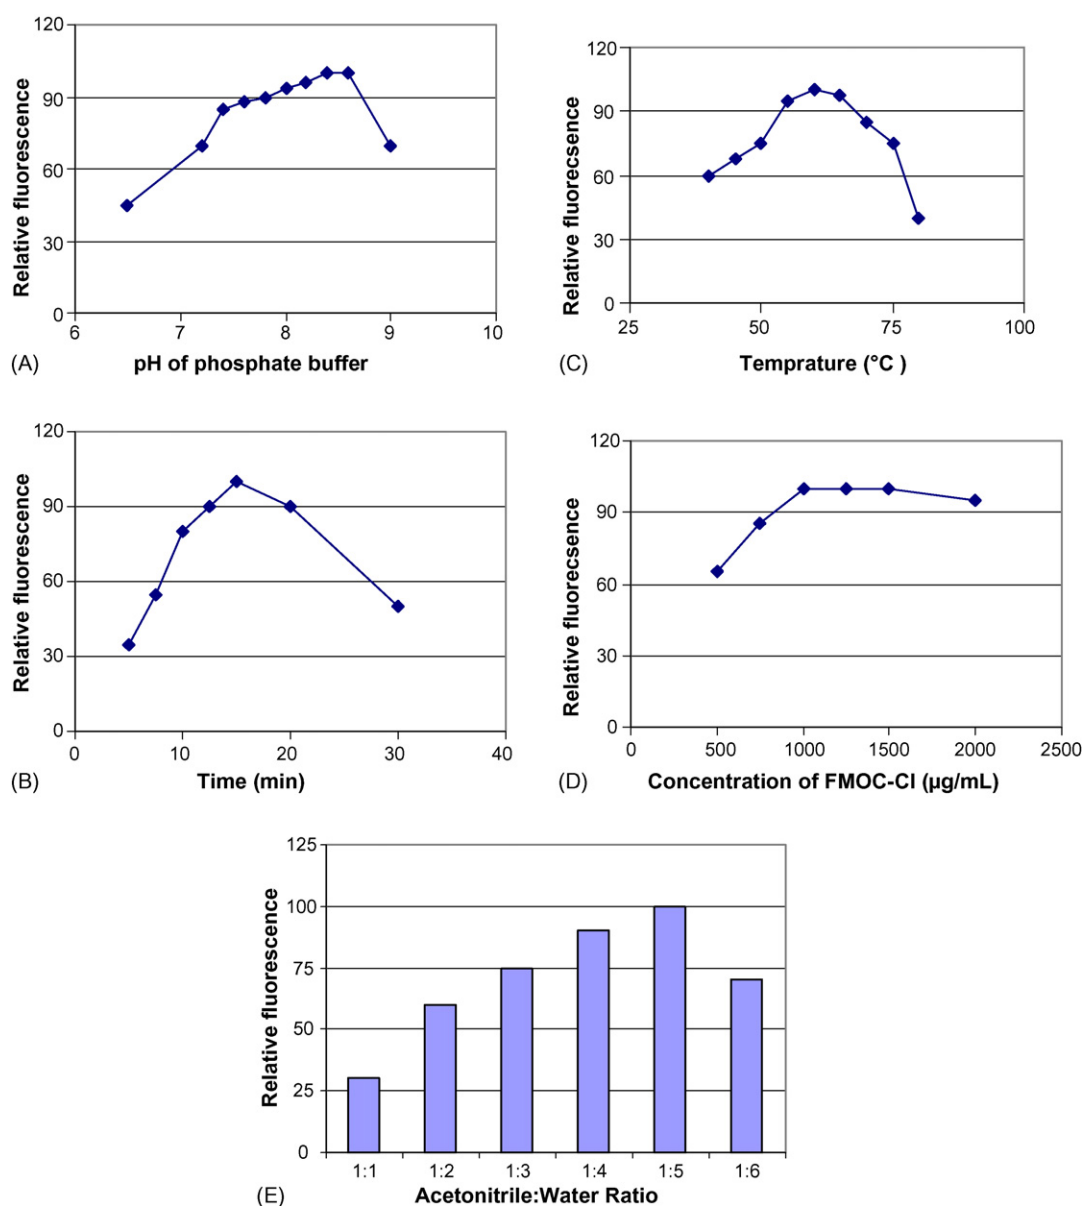 120
90
60
30
0
6 7 8 9 10
Relative fluorescence
(A) pH of phosphate buffer
120
90
60
30
0
25 50 75 100
Relative fluorecsence
(C) Temprature (°C )
120
90
60
30
0
0 10 20 30 40
Relative fluorescence
(B) Time (min)
120
90
60
30
0
0 500 1000 1500 2000 2500
Relative fluorecsence
(D) Concentration of FMOC-Cl (µg/mL)
125
100
75
50
25
0
1:1 1:2 1:3 1:4 1:5 1:6
Relative fluorescence
(E) Acetonitrile:Water Ratio